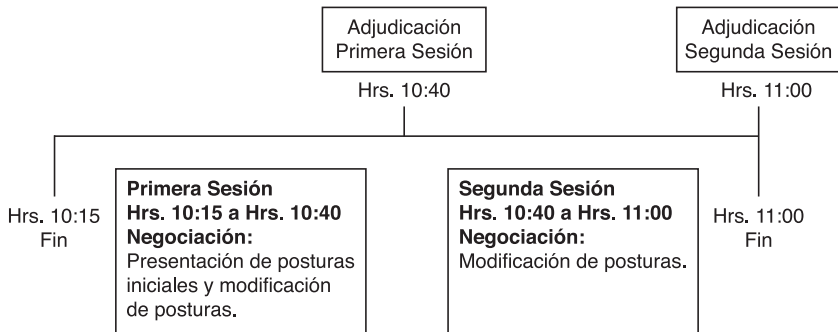 Adjudicación
Primera Sesión
Adjudicación
Segunda Sesión
Hrs. 10:40
Hrs. 11:00
Hrs. 10:15
Fin
Primera Sesión
Hrs. 10:15 a Hrs. 10:40
Negociación:
Presentación de posturas
iniciales y modificación
de posturas.
Segunda Sesión
Hrs. 10:40 a Hrs. 11:00
Negociación:
Modificación de posturas.
Hrs. 11:00
Fin